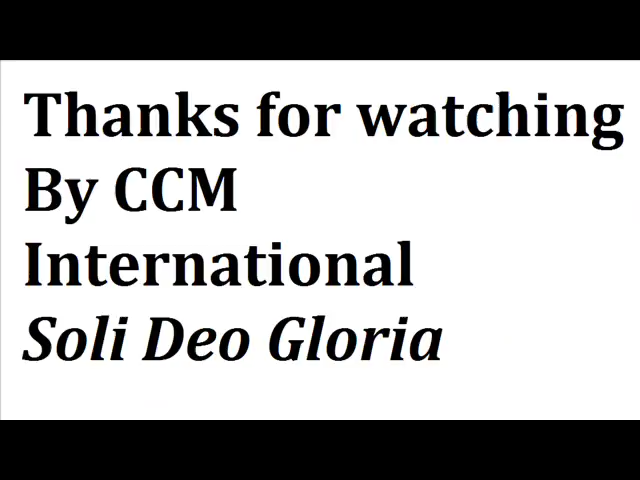 Thanks for watching
By CCM
International
Soli Deo Gloria